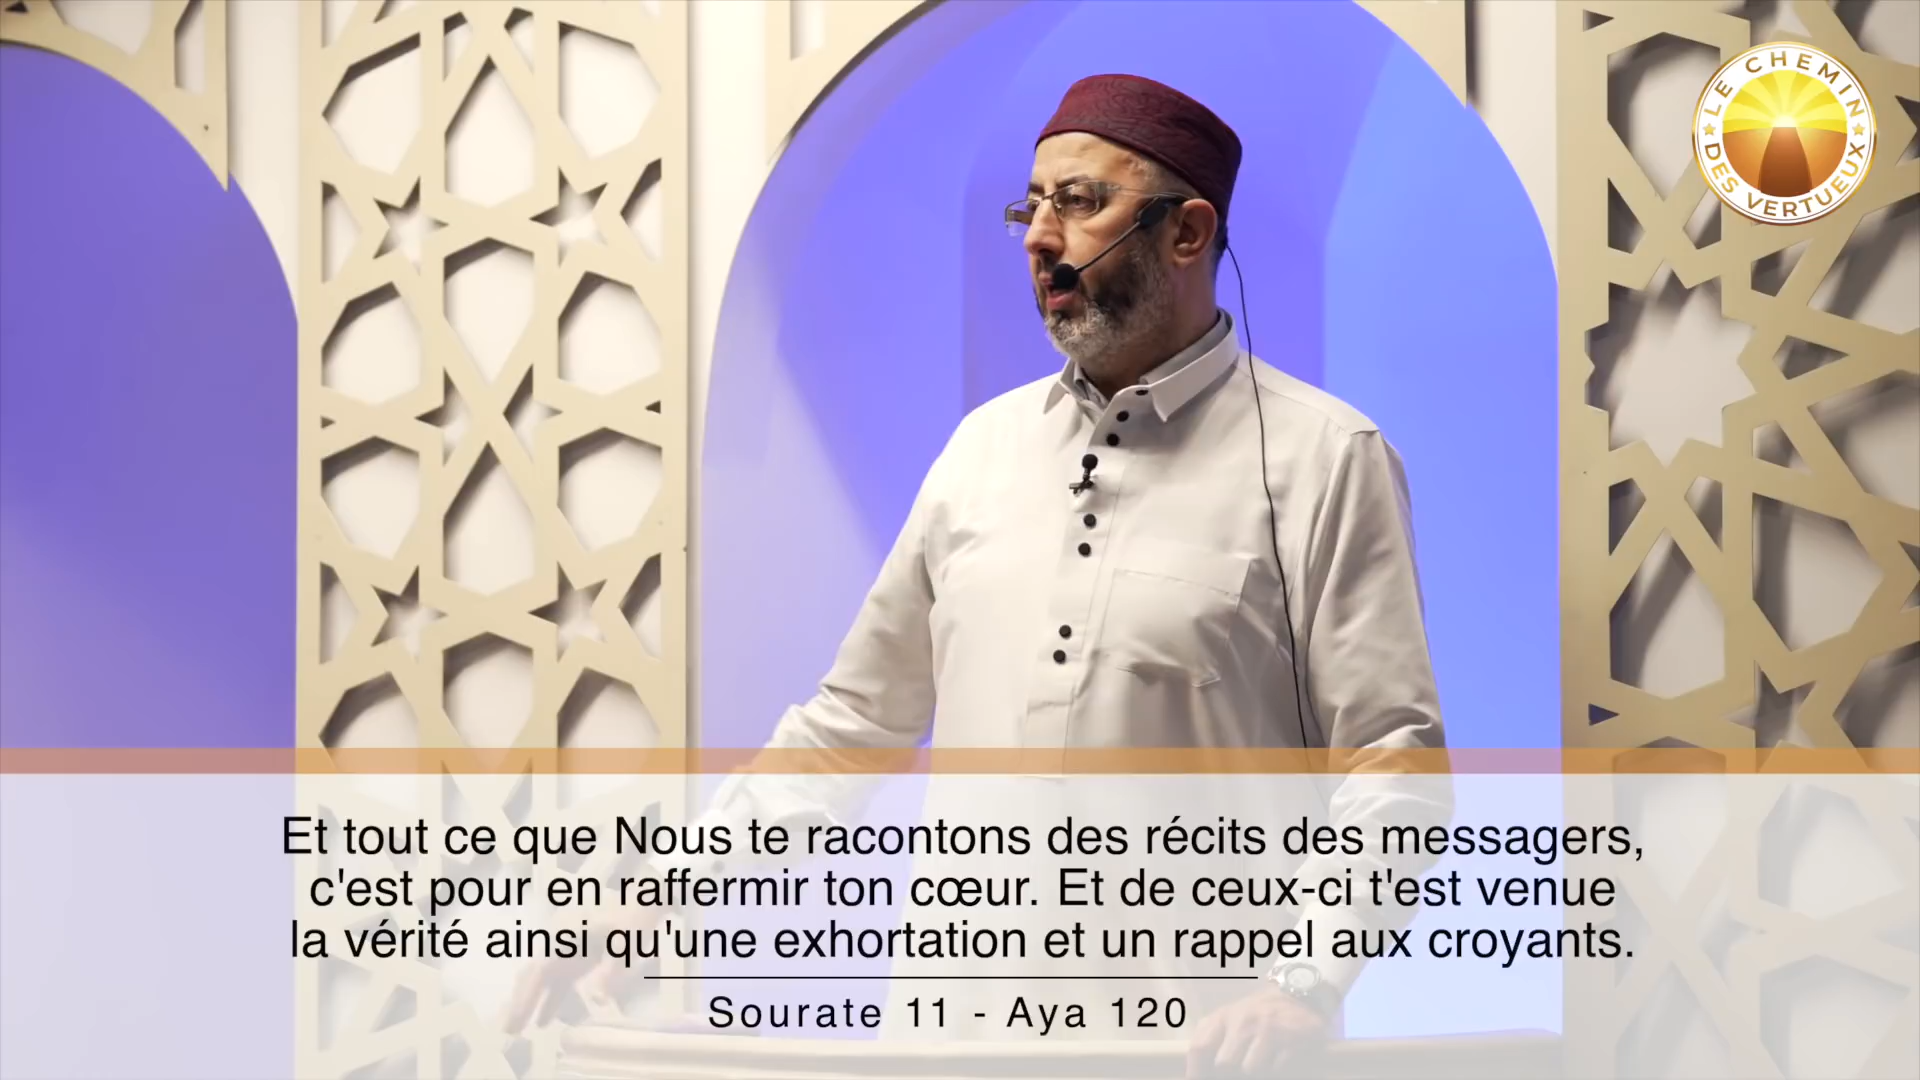 LE CHEMIN
DES VERTUEUX
Et tout ce que Nous te racontons des récits des messagers,
c'est pour en raffermir ton cœur. Et de ceux-ci t'est venue
la vérité ainsi qu'une exhortation et un rappel aux croyants.
Sourate 11 - Aya 120